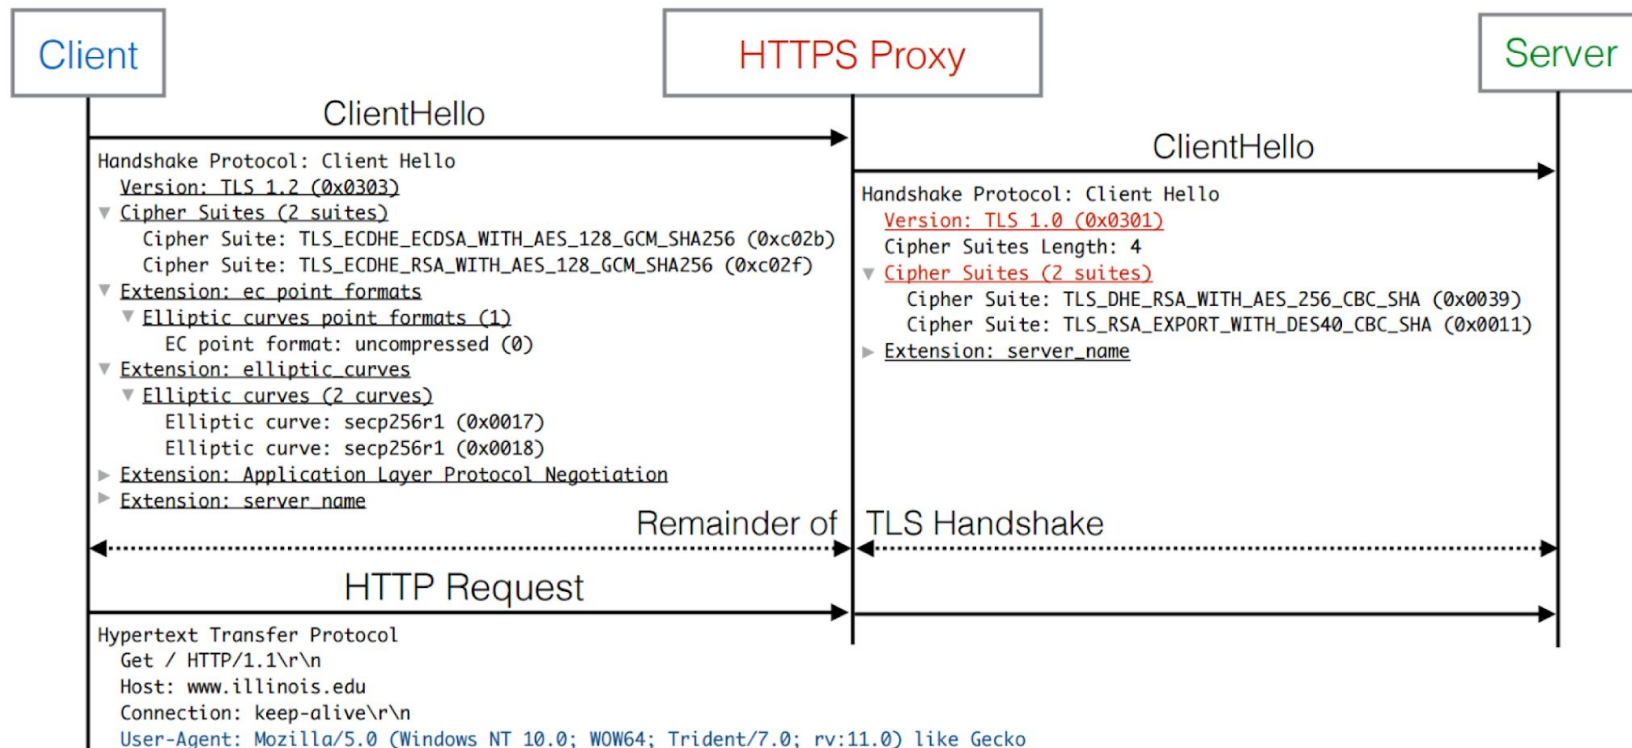 Client
HTTPS Proxy
Server
ClientHello
Handshake Protocol: Client Hello
Version: TLS 1.2 (0x0303)
Cipher Suites (2 suites)
Cipher Suite: TLS_ECDHE_ECDSA_WITH_AES_128_GCM_SHA256 (0xc02b)
Cipher Suite: TLS_ECDHE_RSA_WITH_AES_128_GCM_SHA256 (0xc02f)
Extension: ec_point_formats
Elliptic curves point formats (1)
EC point format: uncompressed (0)
Extension: elliptic_curves
Elliptic curves (2 curves)
Elliptic curve: secp256r1 (0x0017)
Elliptic curve: secp256r1 (0x0018)
Extension: Application Layer Protocol Negotiation
Extension: server_name
ClientHello
Handshake Protocol: Client Hello
Version: TLS 1.0 (0x0301)
Cipher Suites Length: 4
Cipher Suites (2 suites)
Cipher Suite: TLS_DHE_RSA_WITH_AES_256_CBC_SHA (0x0039)
Cipher Suite: TLS_RSA_EXPORT_WITH_DES40_CBC_SHA (0x0011)
Extension: server_name
Remainder of TLS Handshake
HTTP Request
Hypertext Transfer Protocol
Get / HTTP/1.1\r\n
Host: www.illinois.edu
Connection: keep-alive\r\n
User-Agent: Mozilla/5.0 (Windows NT 10.0; WOW64; Trident/7.0; rv:11.0) like Gecko